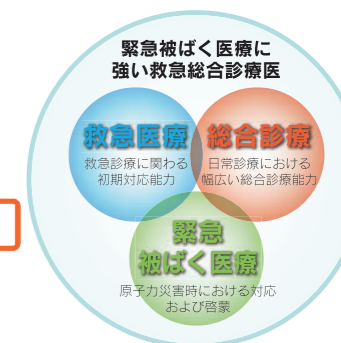 緊急被ばく医療に
強い救急総合診療医
救急医療
救急診療に関わる
初期対応能力
総合診療
日常診療における
幅広い総合診療能力
緊急
被ばく医療
原子力災害時における対応
および啓蒙